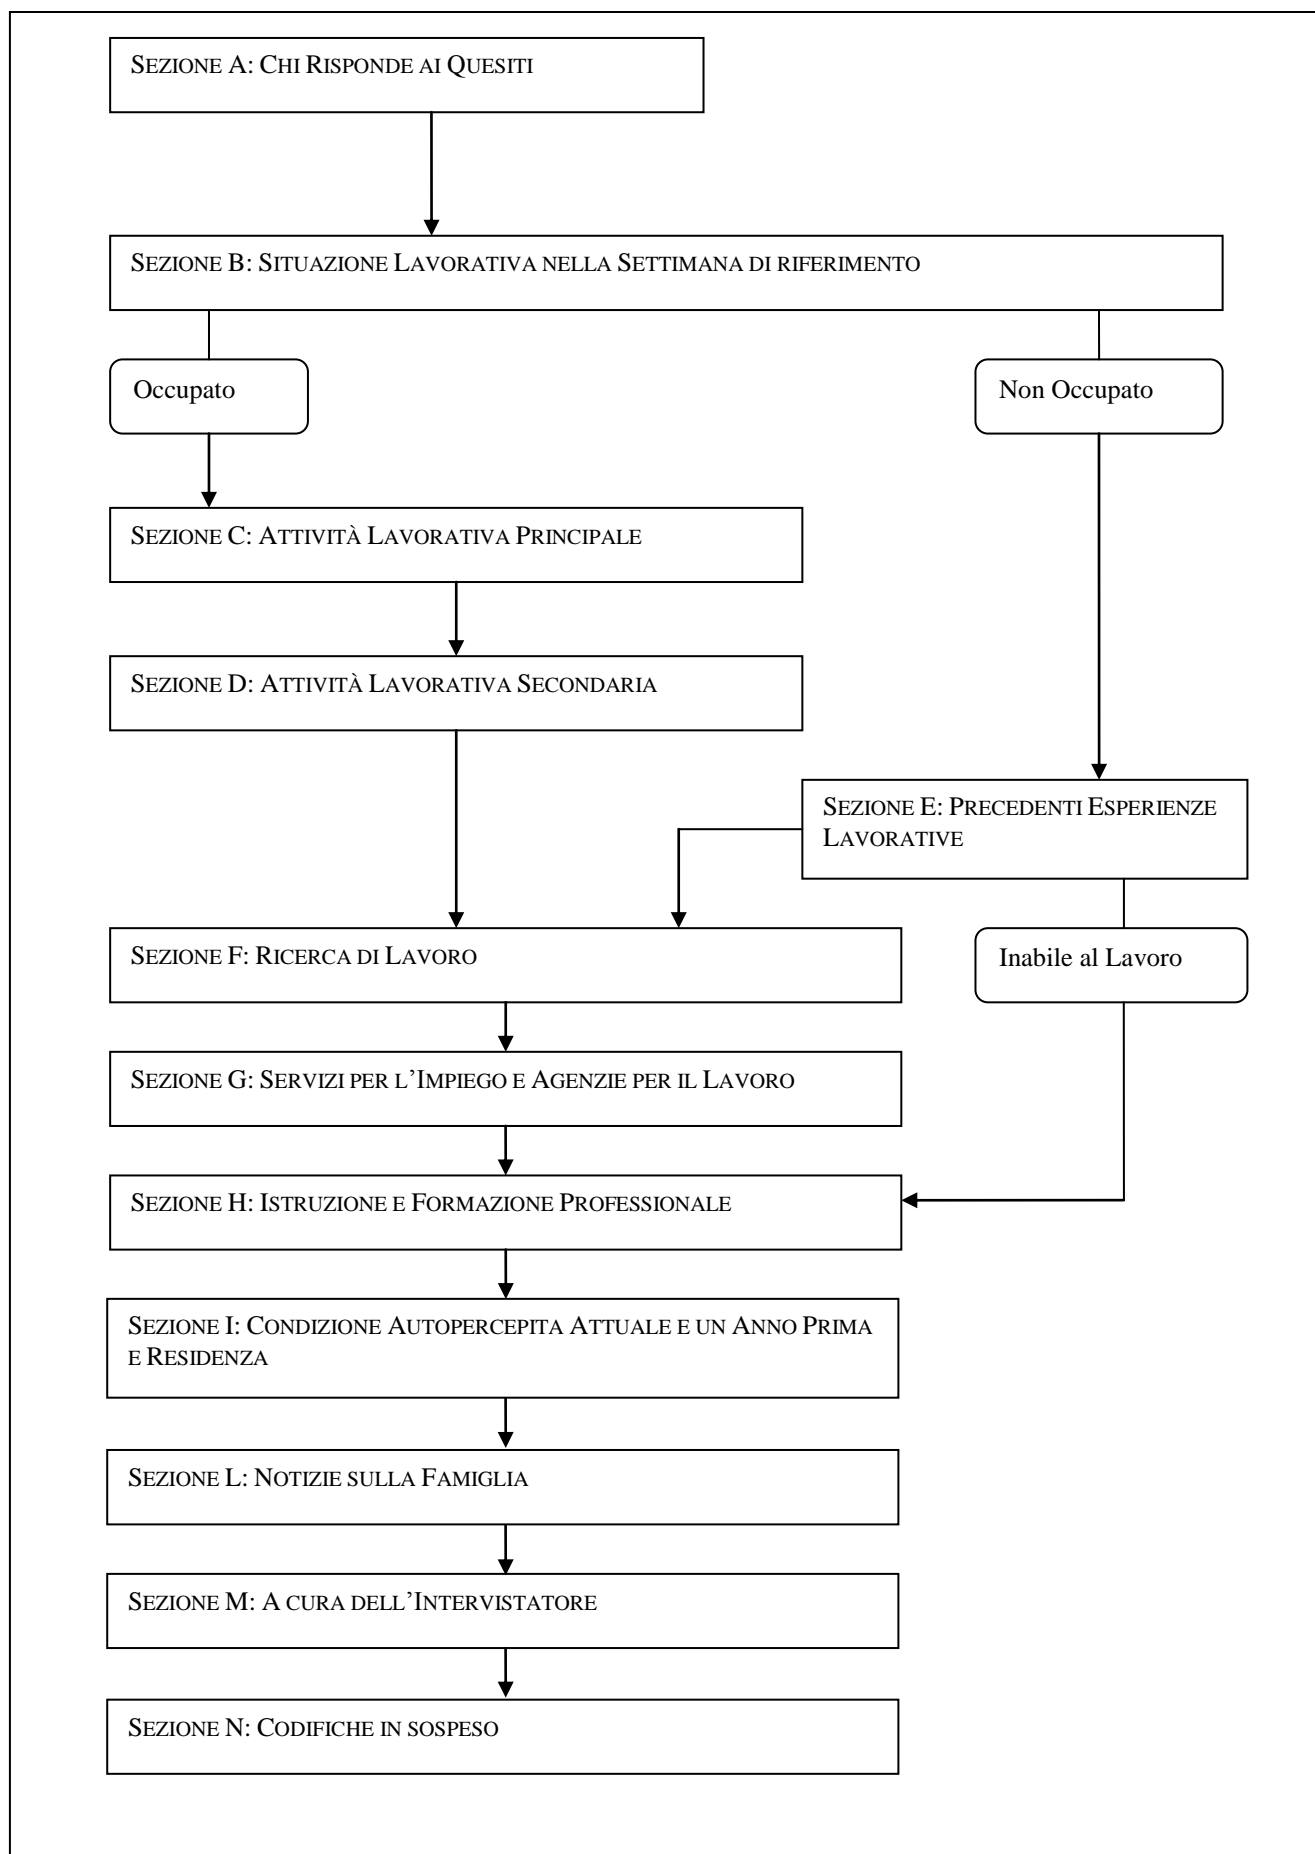 SEZIONE A: CHI RISPONDE AI QUESITI
SEZIONE B: SITUAZIONE LAVORATIVA NELLA SETTIMANA DI RIFERIMENTO
Occupato
Non Occupato
SEZIONE C: ATTIVITÀ LAVORATIVA PRINCIPALE
SEZIONE D: ATTIVITÀ LAVORATIVA SECONDARIA
SEZIONE E: PRECEDENTI ESPERIENZE
LAVORATIVE
SEZIONE F: RICERCA DI LAVORO
Inabile al Lavoro
SEZIONE G: SERVIZI PER L’IMPIEGO E AGENZIE PER IL LAVORO
SEZIONE H: ISTRUZIONE E FORMAZIONE PROFESSIONALE
SEZIONE I: CONDIZIONE AUTOPERCEPITA ATTUALE E UN ANNO PRIMA
E RESIDENZA
SEZIONE L: NOTIZIE SULLA FAMIGLIA
SEZIONE M: A CURA DELL’INTERVISTATORE
SEZIONE N: CODIFICHE IN SOSPESO